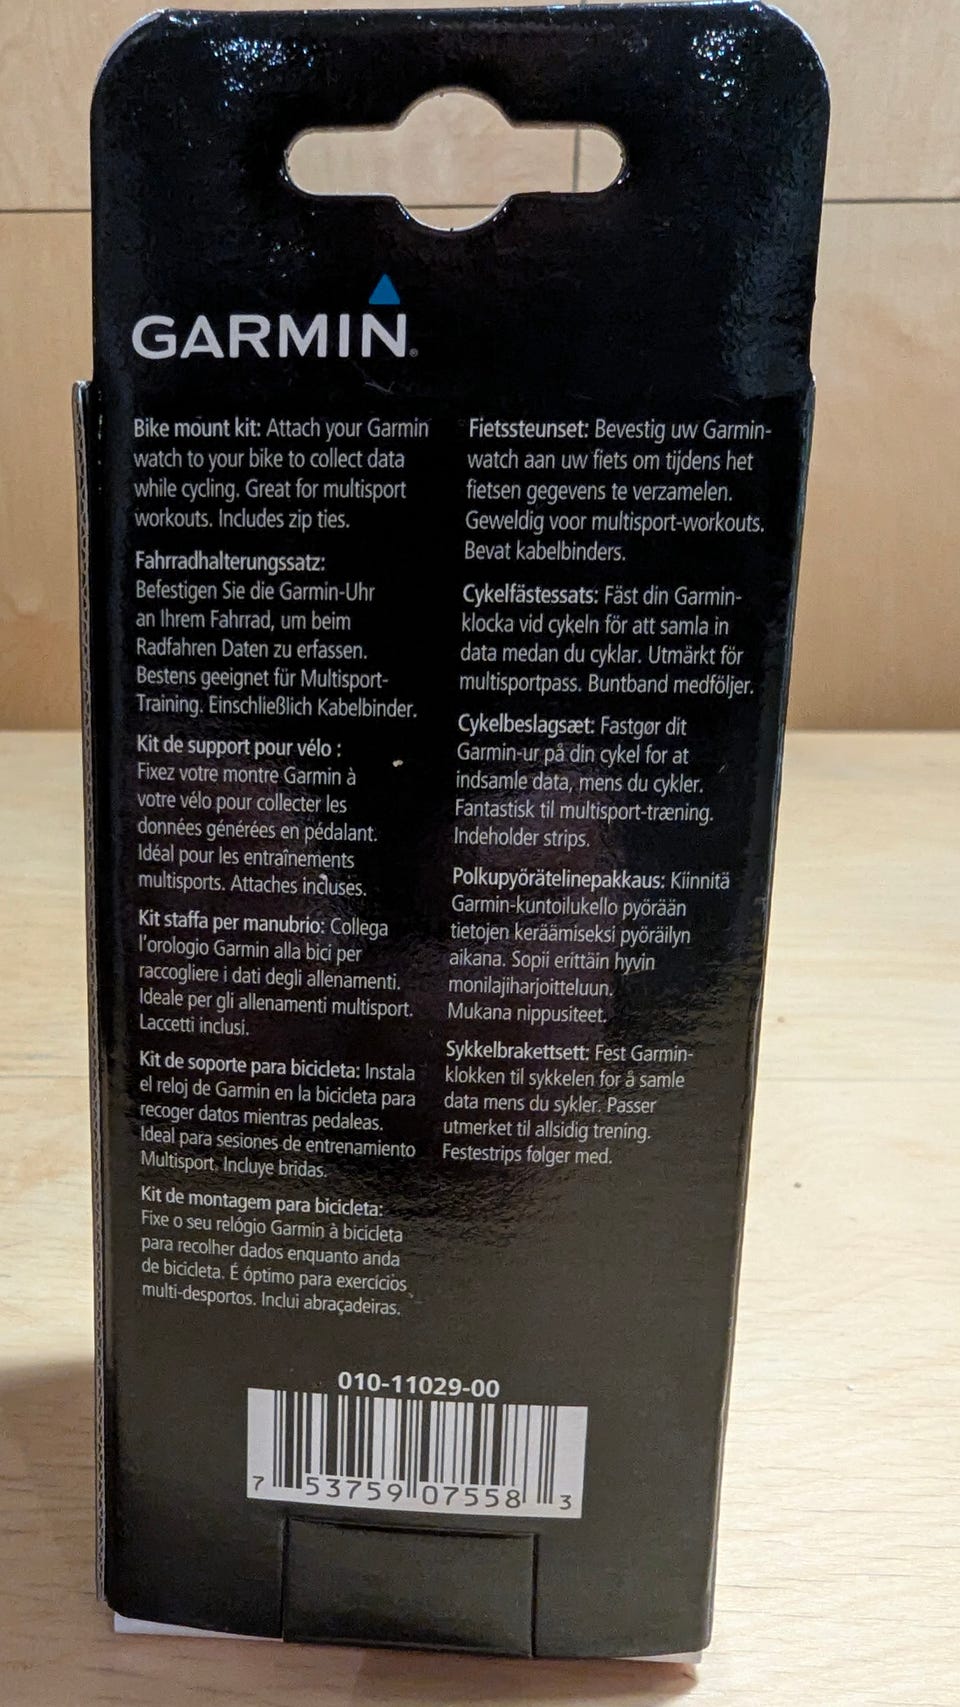 GARMIN®
Bike mount kit: Attach your Garmin
watch to your bike to collect data
while cycling. Great for multisport
workouts. Includes zip ties.
Fahrradhalterungssatz:
Befestigen Sie die Garmin-Uhr
an Ihrem Fahrrad, um beim
Radfahren Daten zu erfassen.
Bestens geeignet für Multisport-
Training. Einschließlich Kabelbinder.
Kit de support pour vélo :
Fixez votre montre Garmin à
votre vélo pour collecter les
données générées en pédalant.
Idéal pour les entraînements
multisports. Attaches incluses.
Kit staffa per manubrio: Collega
l'orologio Garmin alla bici per
raccogliere i dati degli allenamenti.
Ideale per gli allenamenti multisport.
Laccetti inclusi.
Kit de soporte para bicicleta: Instala
el reloj de Garmin en la bicicleta para
recoger datos mientras pedaleas.
Ideal para sesiones de entrenamiento
Multisport. Incluye bridas.
Kit de montagem para bicicleta:
Fixe o seu relógio Garmin à bicicleta
para recolher dados enquanto anda
de bicicleta. É óptimo para exercícios
multi-desportos. Inclui abraçadeiras.
Fietssteunset: Bevestig uw Garmin-
watch aan uw fiets om tijdens het
fietsen gegevens te verzamelen.
Geweldig voor multisport-workouts.
Bevat kabelbinders.
Cykelfästessats: Fäst din Garmin-
klocka vid cykeln för att samla in
data medan du cyklar. Utmärkt för
multisportpass. Buntband medföljer.
Cykelbeslagsæt: Fastgør dit
Garmin-ur på din cykel for at
indsamle data, mens du cykler.
Fantastisk til multisport-træning.
Indeholder strips.
Polkupyörätelinepakkaus: Kiinnitä
Garmin-kuntoilukello pyörään
tietojen keräämiseksi pyöräilyn
aikana. Sopii erittäin hyvin
monilajiharjoitteluun.
Mukana nippusiteet.
Sykkelbrakettsett: Fest Garmin-
klokken til sykkelen for å samle
data mens du sykler. Passer
utmerket til allsidig trening.
Festestrips følger med.
010-11029-00
7 53759 07558 3